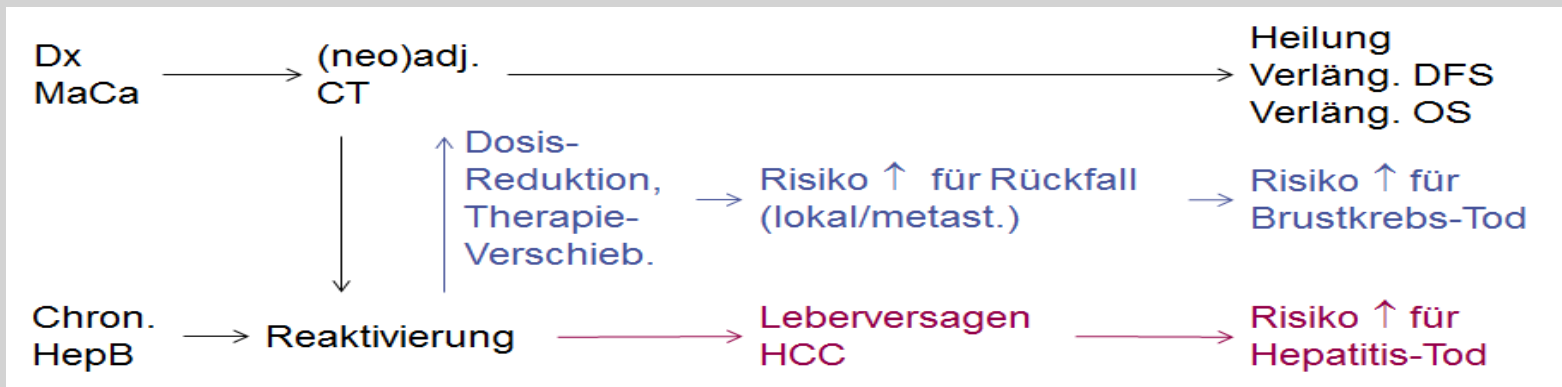 Dx
MaCa
(neo)adj.
CT
Heilung
Verläng. DFS
Verläng. OS
Dosis-
Reduktion,
Therapie-
Verschieb.
Risiko ↑ für Rückfall
(lokal/metast.)
Risiko ↑ für
Brustkrebs-Tod
Chron.
HepB
Reaktivierung
Leberversagen
HCC
Risiko ↑ für
Hepatitis-Tod